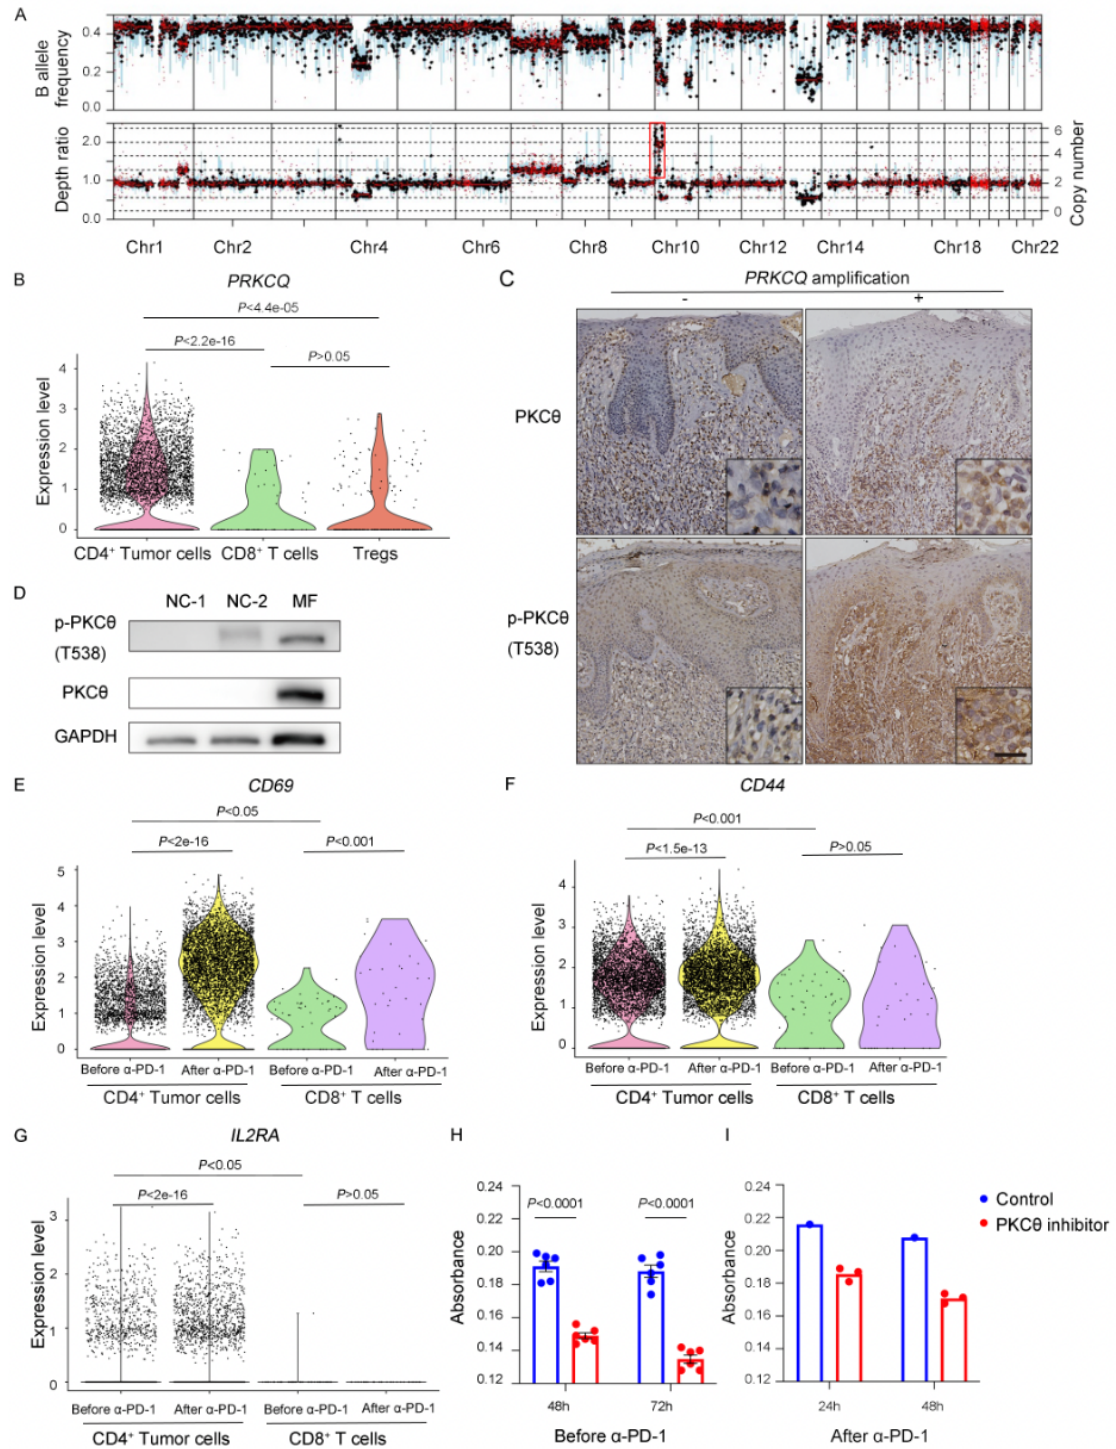 A
B allele
frequency
0.4
0.2
0.0
Depth ratio
2.0
1.0
0.0
6
4
2
0
Copy number
Chr1 Chr2 Chr4 Chr6 Chr8 Chr10 Chr12 Chr14 Chr18 Chr22
B
PRKCQ
P<4.4e-05
P<2.2e-16
P>0.05
Expression level
4
3
2
1
0
CD4+ Tumor cells CD8+ T cells Tregs
C
PRKCQ amplification
- +
PKCθ
p-PKCθ
(T538)
D
NC-1 NC-2 MF
p-PKCθ
(T538)
PKCθ
GAPDH
E
CD69
P<0.05
P<2e-16
P<0.001
Expression level
5
4
3
2
1
0
Before α-PD-1 After α-PD-1 Before α-PD-1 After α-PD-1
CD4+ Tumor cells CD8+ T cells
F
CD44
P<0.001
P<1.5e-13
P>0.05
Expression level
4
3
2
1
0
Before α-PD-1 After α-PD-1 Before α-PD-1 After α-PD-1
CD4+ Tumor cells CD8+ T cells
G
IL2RA
P<0.05
P<2e-16
P>0.05
Expression level
3
2
1
0
Before α-PD-1 After α-PD-1 Before α-PD-1 After α-PD-1
CD4+ Tumor cells CD8+ T cells
H
P<0.0001 P<0.0001
Absorbance
0.24
0.22
0.20
0.18
0.16
0.14
0.12
48h 72h
Before α-PD-1
I
Absorbance
0.24
0.22
0.20
0.18
0.16
0.14
0.12
24h 48h
After α-PD-1
Control
PKCθ inhibitor